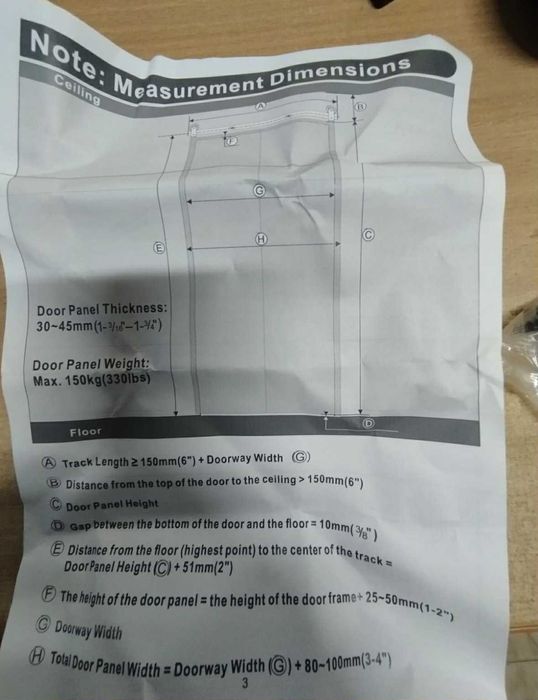 Note: Measurement Dimensions
Ceiling
A
B
F
G
H
E
C
Door Panel Thickness:
30~45mm(1-3/16"–1-3/4")
Door Panel Weight:
Max. 150kg(330lbs)
D
Floor
A Track Length ≥ 150mm(6") + Doorway Width (G)
B Distance from the top of the door to the ceiling > 150mm(6")
C Door Panel Height
D Gap between the bottom of the door and the floor = 10mm(3/8")
E Distance from the floor (highest point) to the center of the track =
Door Panel Height (C) + 51mm(2")
F The height of the door panel = the height of the door frame + 25~50mm(1-2")
G Doorway Width
H Total Door Panel Width = Doorway Width (G) + 80~100mm(3-4")
3